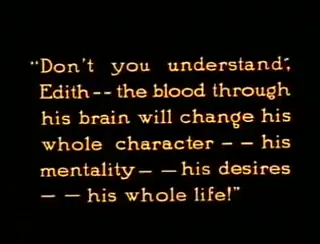 "Don't you understand,
Edith -- the blood through
his brain will change his
whole character -- his
mentality -- his desires
-- his whole life!"